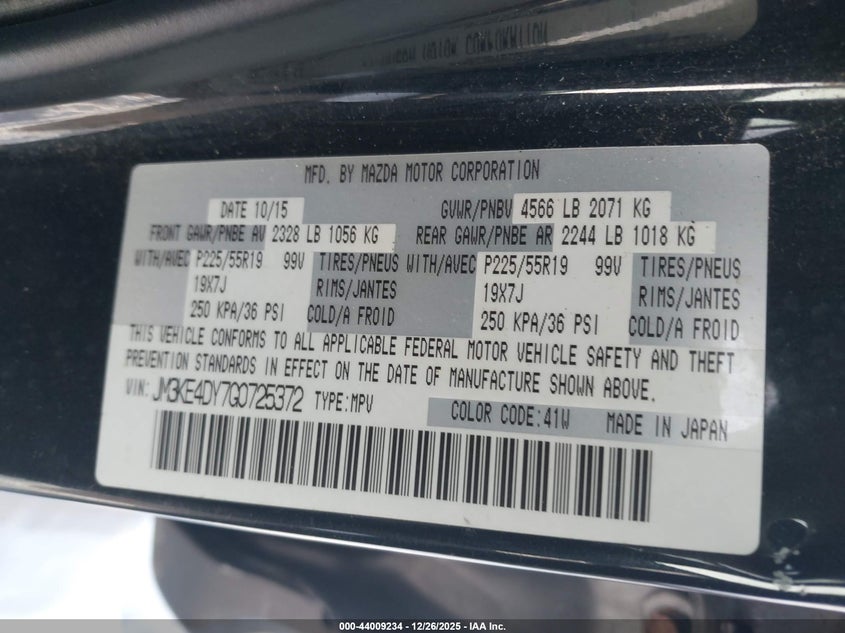 MFD. BY MAZDA MOTOR CORPORATION
DATE 10/15 GVWR/PNBV 4566 LB 2071 KG
FRONT GAWR/PNBE AV 2328 LB 1056 KG REAR GAWR/PNBE AR 2244 LB 1018 KG
WITH/AVEC P225/55R19 99V TIRES/PNEUS WITH/AVEC P225/55R19 99V TIRES/PNEUS
19X7J RIMS/JANTES 19X7J RIMS/JANTES
250 KPA/36 PSI COLD/A FROID 250 KPA/36 PSI COLD/A FROID
THIS VEHICLE CONFORMS TO ALL APPLICABLE FEDERAL MOTOR VEHICLE SAFETY AND THEFT
PREVENTION STANDARDS IN EFFECT ON THE DATE OF MANUFACTURE SHOWN ABOVE.
VIN: JM3KE4DY7G0725372 TYPE:MPV COLOR CODE:41W MADE IN JAPAN
000-44009234 - 12/26/2025 - IAA Inc.